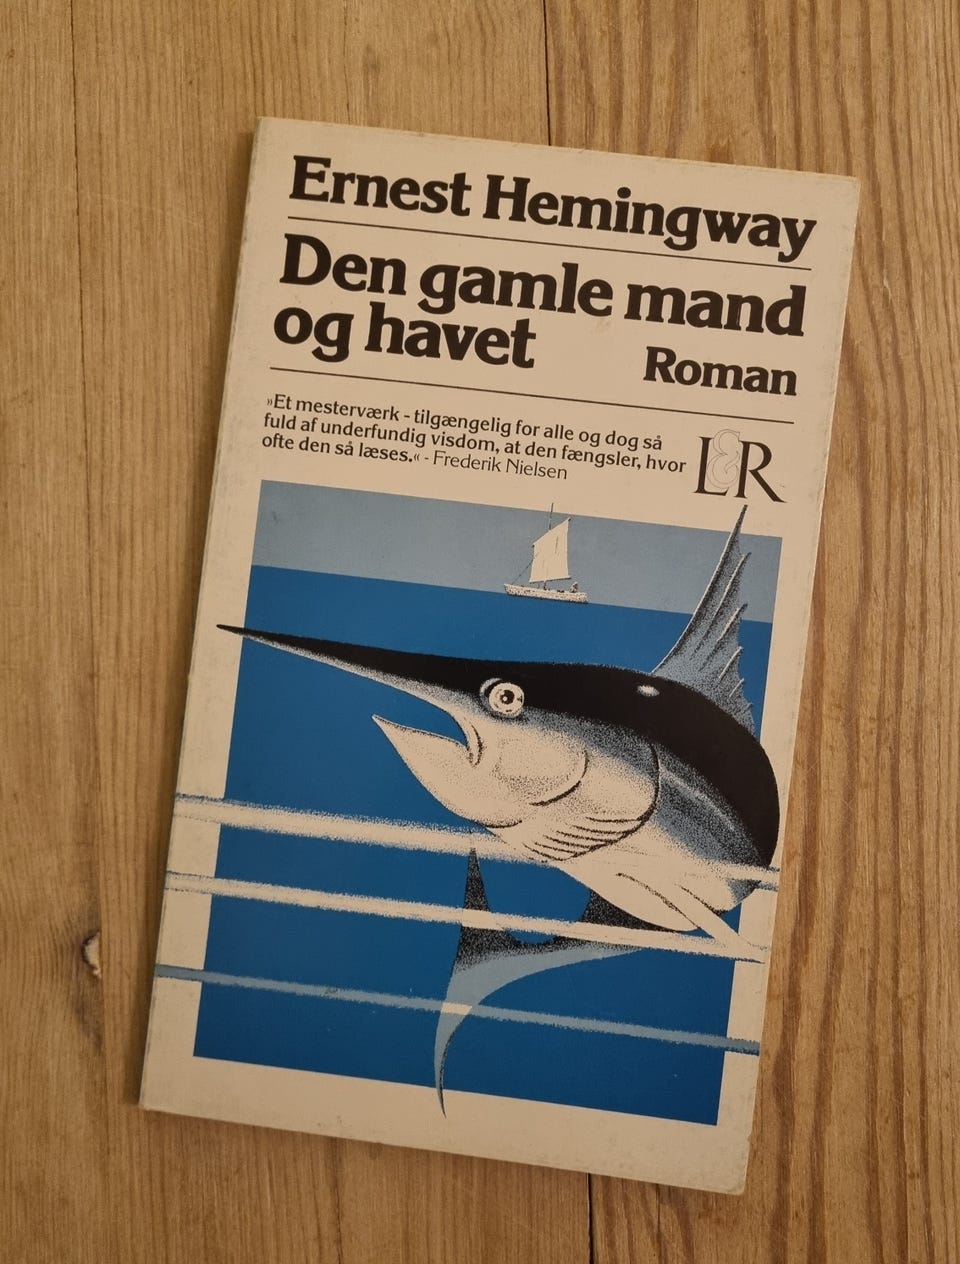 Ernest Hemingway
Den gamle mand
og havet
Roman
»Et mesterværk - tilgængelig for alle og dog så
fuld af underfundig visdom, at den fængsler, hvor
ofte den så læses.« - Frederik Nielsen
L&R